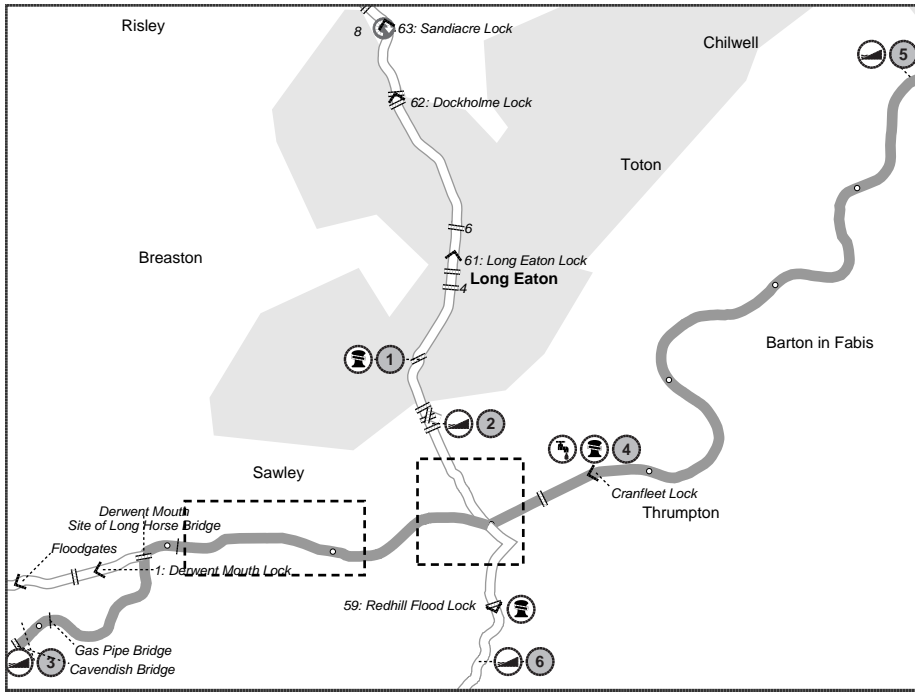 Risley
8
63: Sandiacre Lock
Chilwell
5
62: Dockholme Lock
Toton
6
Breaston
61: Long Eaton Lock
Long Eaton
4
1
Barton in Fabis
2
4
Sawley
Cranfleet Lock
Thrumpton
Derwent Mouth
Site of Long Horse Bridge
Floodgates
1: Derwent Mouth Lock
59: Redhill Flood Lock
Gas Pipe Bridge
3
6
Cavendish Bridge